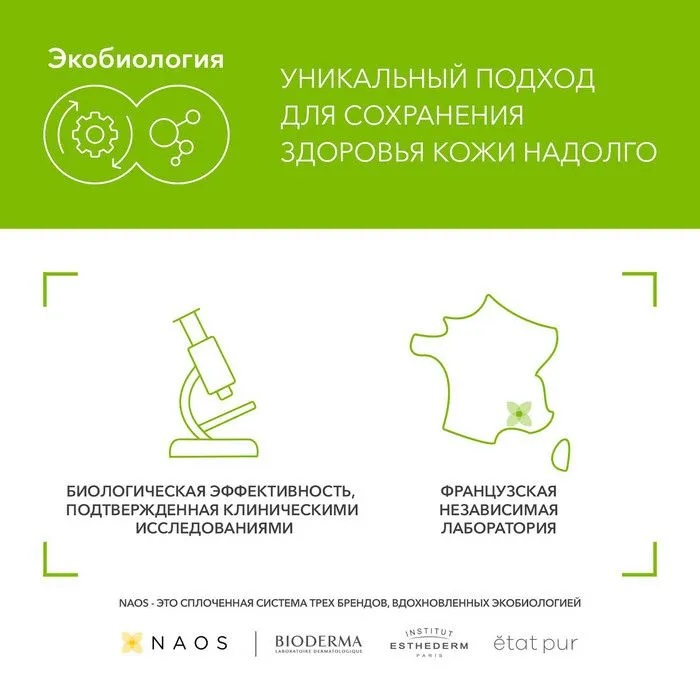 Экобиология
УНИКАЛЬНЫЙ ПОДХОД
ДЛЯ СОХРАНЕНИЯ
ЗДОРОВЬЯ КОЖИ НАДОЛГО
БИОЛОГИЧЕСКАЯ ЭФФЕКТИВНОСТЬ,
ПОДТВЕРЖДЕННАЯ КЛИНИЧЕСКИМИ
ИССЛЕДОВАНИЯМИ
ФРАНЦУЗСКАЯ
НЕЗАВИСИМАЯ
ЛАБОРАТОРИЯ
NAOS - ЭТО СПЛОЧЕННАЯ СИСТЕМА ТРЕХ БРЕНДОВ, ВДОХНОВЛЕННЫХ ЭКОБИОЛОГИЕЙ
NAOS
BIODERMA
LABORATOIRE DERMATOLOGIQUE
INSTITUT
ESTHEDERM
PARIS
état pur